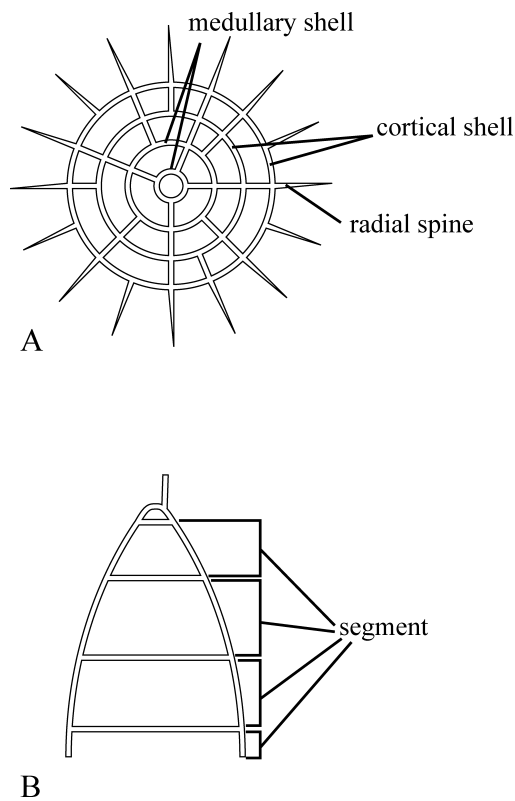 medullary shell
cortical shell
radial spine
A
segment
B